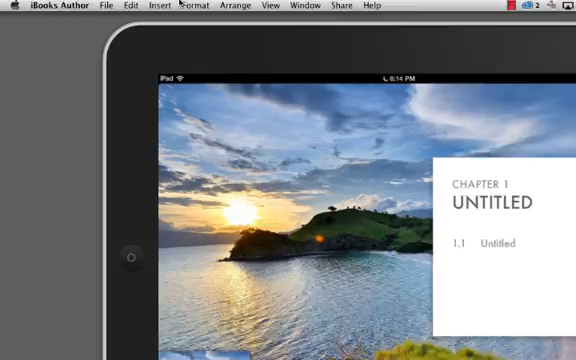 iBooks Author File Edit Insert Format Arrange View Window Share Help 2
iPad 6:14 PM
CHAPTER 1
UNTITLED
1.1 Untitled